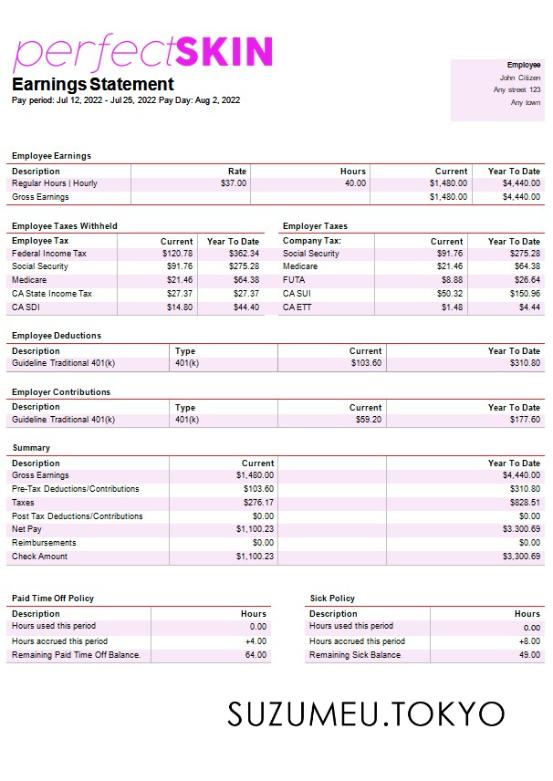 perfectSKIN
Earnings Statement
Pay period: Jul 12, 2022 - Jul 25, 2022 Pay Day: Aug 2, 2022
Employee
John Citizen
Any street 123
Any town
Employee Earnings
Description Rate Hours Current Year To Date
Regular Hours | Hourly $37.00 40.00 $1,480.00 $4,440.00
Gross Earnings $1,480.00 $4,440.00
Employee Taxes Withheld Employer Taxes
Employee Tax Current Year To Date Company Tax: Current Year To Date
Federal Income Tax $120.78 $362.34 Social Security $91.76 $275.28
Social Security $91.76 $275.28 Medicare $21.46 $64.38
Medicare $21.46 $64.38 FUTA $8.88 $26.64
CA State Income Tax $27.37 $27.37 CA SUI $50.32 $150.96
CA SDI $14.80 $44.40 CA ETT $1.48 $4.44
Employee Deductions
Description Type Current Year To Date
Guideline Traditional 401(k) 401(k) $103.60 $310.80
Employer Contributions
Description Type Current Year To Date
Guideline Traditional 401(k) 401(k) $59.20 $177.60
Summary
Description Current Year To Date
Gross Earnings $1,480.00 $4,440.00
Pre-Tax Deductions/Contributions $103.60 $310.80
Taxes $276.17 $828.51
Post Tax Deductions/Contributions $0.00 $0.00
Net Pay $1,100.23 $3.300.69
Reimbursements $0.00 $0.00
Check Amount $1,100.23 $3,300.69
Paid Time Off Policy Sick Policy
Description Hours Description Hours
Hours used this period 0.00 Hours used this period 0.00
Hours accrued this period +4.00 Hours accrued this period +8.00
Remaining Paid Time Off Balance. 64.00 Remaining Sick Balance 49.00
SUZUMEU.TOKYO